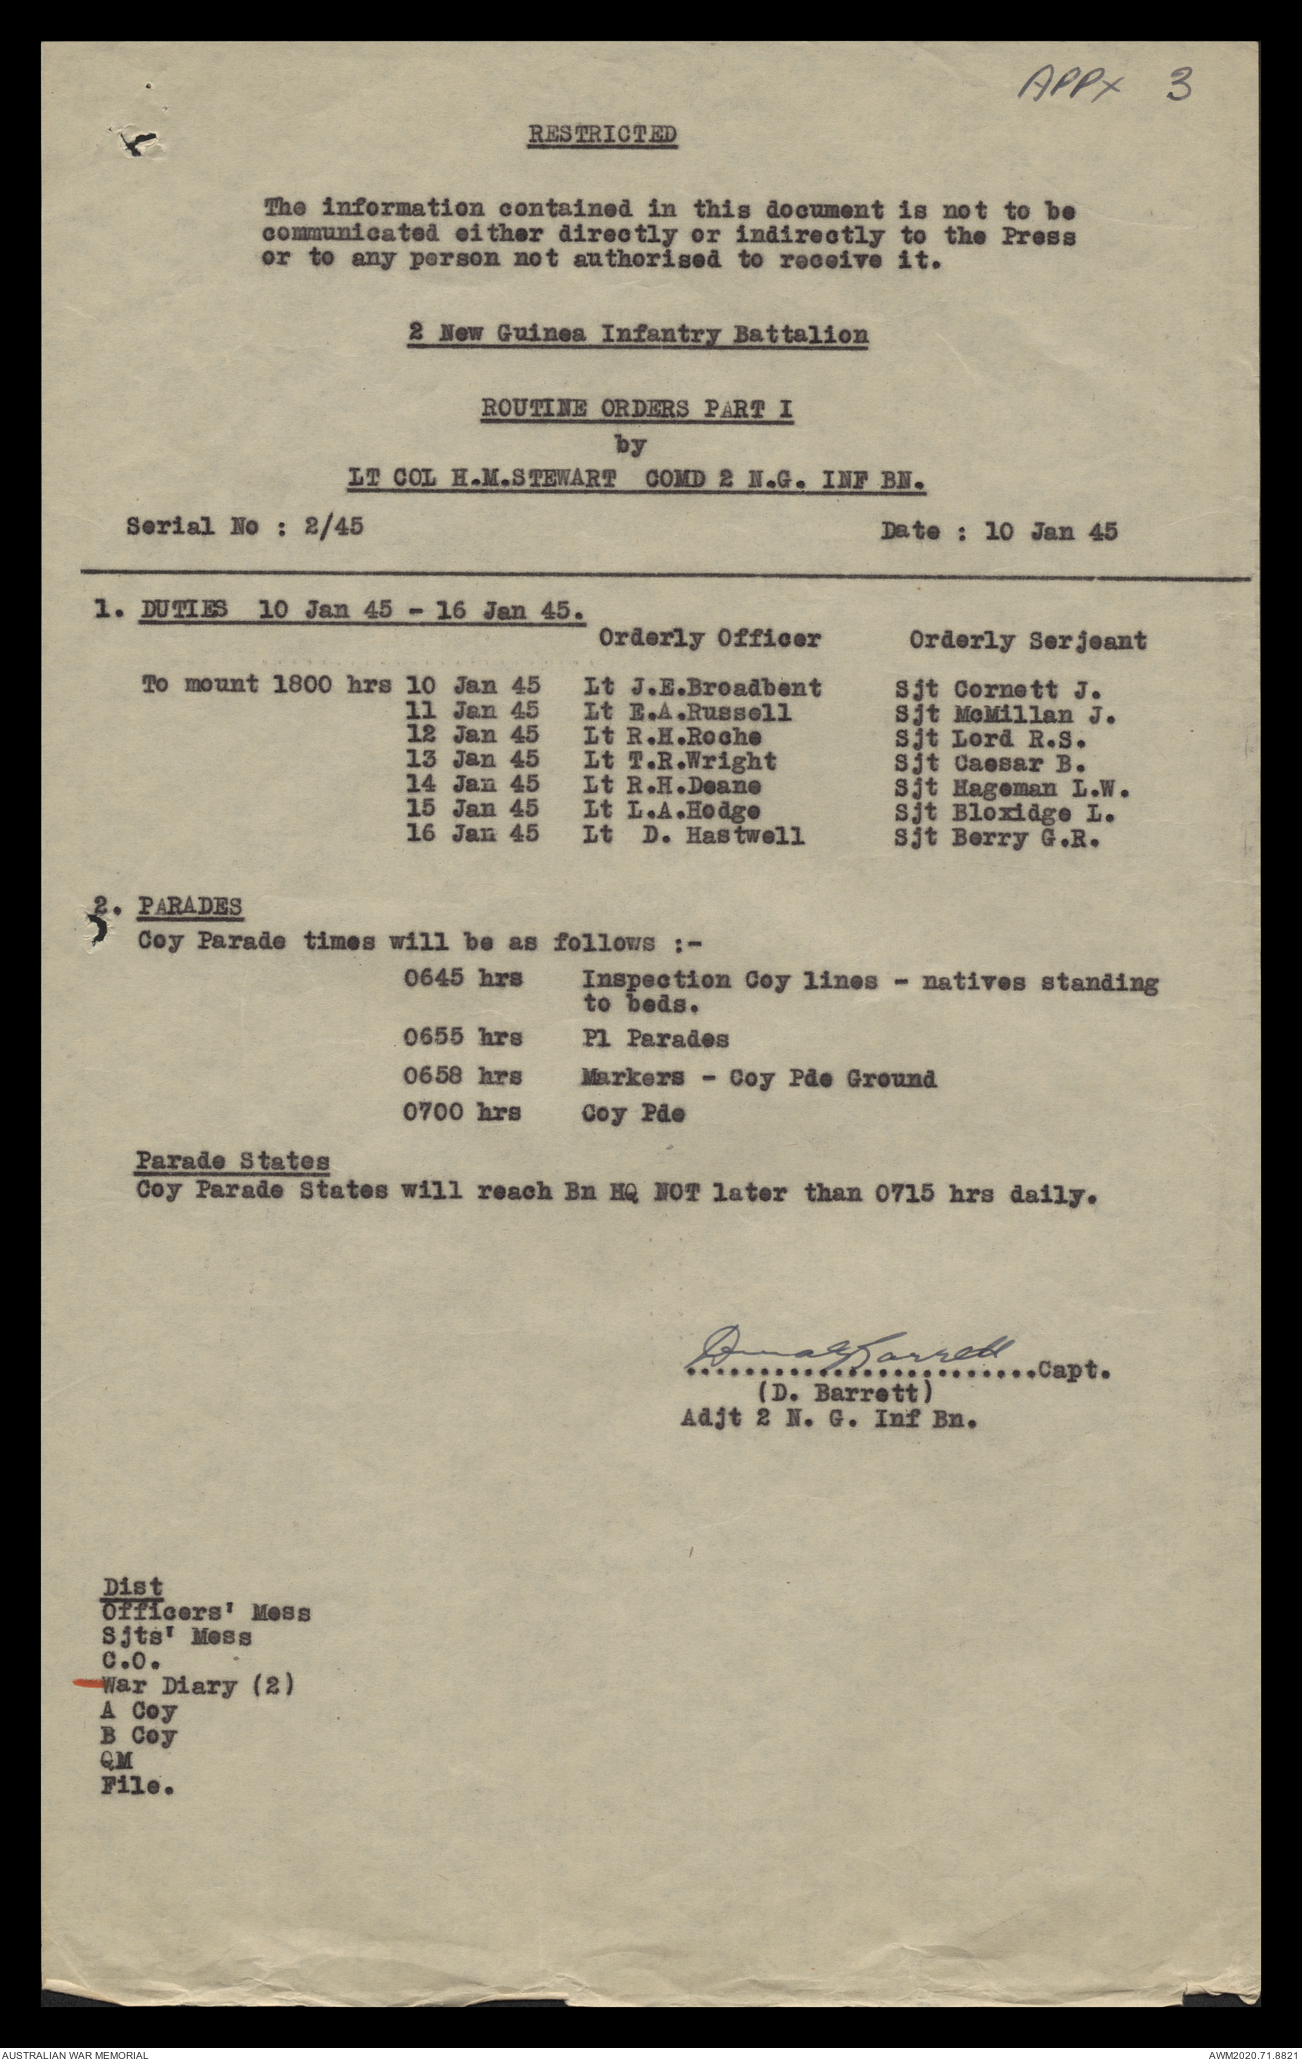 APPX 3
RESTRICTED
The information contained in this document is not to be
communicated either directly or indirectly to the Press
or to any person not authorised to receive it.
2 New Guinea Infantry Battalion
ROUTINE ORDERS PART I
by
LT COL H.M.STEWART COMD 2 N.G. INF BN.
Serial No : 2/45 Date : 10 Jan 45
1. DUTIES 10 Jan 45 - 16 Jan 45.
Orderly Officer Orderly Serjeant
To mount 1800 hrs 10 Jan 45 Lt J.E.Broadbent Sjt Cornett J.
11 Jan 45 Lt E.A.Russell Sjt McMillan J.
12 Jan 45 Lt R.H.Roche Sjt Lord R.S.
13 Jan 45 Lt T.R.Wright Sjt Caesar B.
14 Jan 45 Lt R.H.Deane Sjt Hageman L.W.
15 Jan 45 Lt L.A.Hodge Sjt Bloxidge L.
16 Jan 45 Lt D. Hastwell Sjt Berry G.R.
2. PARADES
Coy Parade times will be as follows :-
0645 hrs Inspection Coy lines - natives standing
to beds.
0655 hrs Pl Parades
0658 hrs Markers - Coy Pde Ground
0700 hrs Coy Pde
Parade States
Coy Parade States will reach Bn HQ NOT later than 0715 hrs daily.
Donald Barrett
........................Capt.
(D. Barrett)
Adjt 2 N. G. Inf Bn.
Dist
Officers' Mess
Sjts' Mess
C.O.
War Diary (2)
A Coy
B Coy
QM
File.
AUSTRALIAN WAR MEMORIAL AWM2020.71.8821